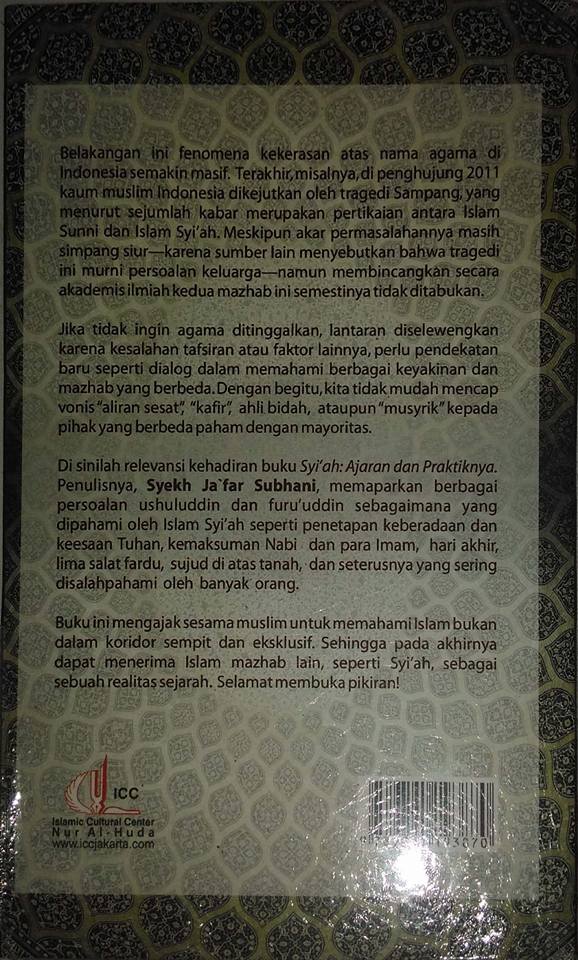 Belakangan ini fenomena kekerasan atas nama agama di
Indonesia semakin masif. Terakhir, misalnya, di penghujung 2011
kaum muslim Indonesia dikejutkan oleh tragedi Sampang, yang
menurut sejumlah kabar merupakan pertikaian antara Islam
Sunni dan Islam Syi'ah. Meskipun akar permasalahannya masih
simpang siur—karena sumber lain menyebutkan bahwa tragedi
ini murni persoalan keluarga—namun membincangkan secara
akademis ilmiah kedua mazhab ini semestinya tidak ditabukan.
Jika tidak ingin agama ditinggalkan, lantaran diselewengkan
karena kesalahan tafsiran atau faktor lainnya, perlu pendekatan
baru seperti dialog dalam memahami berbagai keyakinan dan
mazhab yang berbeda. Dengan begitu, kita tidak mudah mencap
vonis "aliran sesat", "kafir", ahli bidah, ataupun "musyrik" kepada
pihak yang berbeda paham dengan mayoritas.
Di sinilah relevansi kehadiran buku Syi'ah: Ajaran dan Praktiknya.
Penulisnya, Syekh Ja`far Subhani, memaparkan berbagai
persoalan ushuluddin dan furu'uddin sebagaimana yang
dipahami oleh Islam Syi'ah seperti penetapan keberadaan dan
keesaan Tuhan, kemaksuman Nabi dan para Imam, hari akhir,
lima salat fardu, sujud di atas tanah, dan seterusnya yang sering
disalahpahami oleh banyak orang.
Buku ini mengajak sesama muslim untuk memahami Islam bukan
dalam koridor sempit dan eksklusif. Sehingga pada akhirnya
dapat menerima Islam mazhab lain, seperti Syi'ah, sebagai
sebuah realitas sejarah. Selamat membuka pikiran!
ICC
Islamic Cultural Center
Nur Al-Huda
www.iccjakarta.com